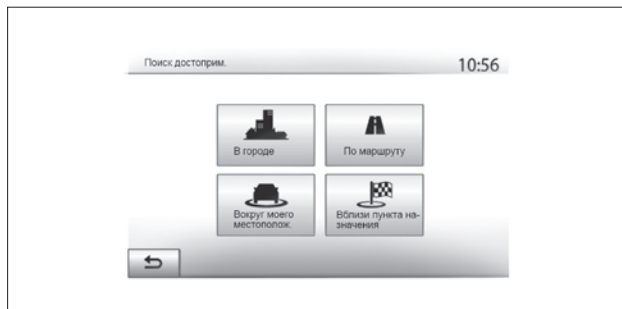 Поиск достоприм.
10:56
В городе
По маршруту
Вокруг моего
местополож.
Вблизи пункта на-
значения